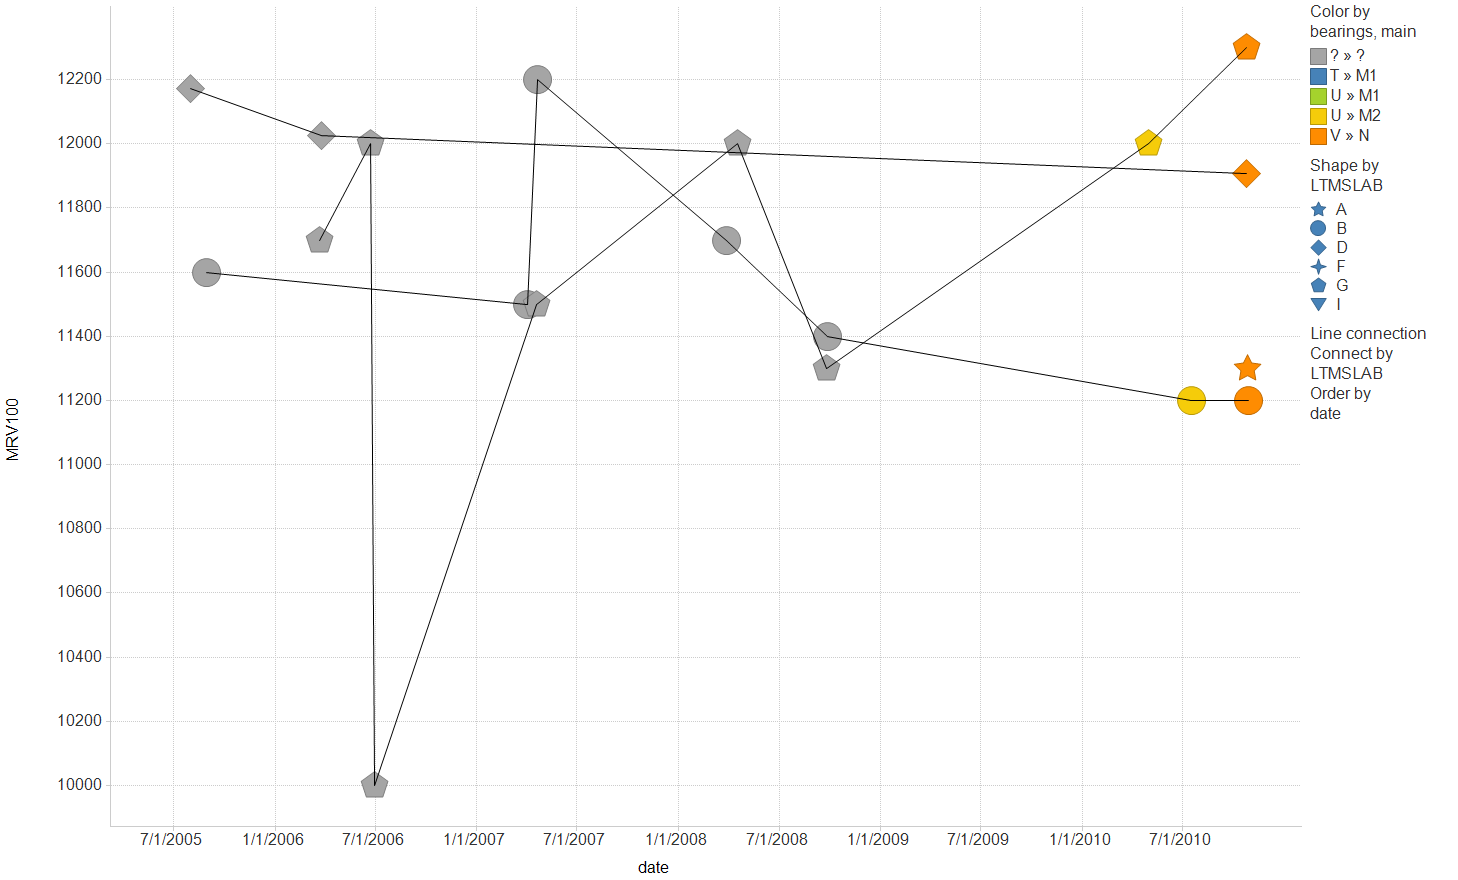 Color by
bearings, main
? » ?
T » M1
U » M1
U » M2
V » N
Shape by
LTMSLAB
A
B
D
F
G
I
Line connection
Connect by
LTMSLAB
Order by
date
MRV100
12200
12000
11800
11600
11400
11200
11000
10800
10600
10400
10200
10000
7/1/2005 1/1/2006 7/1/2006 1/1/2007 7/1/2007 1/1/2008 7/1/2008 1/1/2009 7/1/2009 1/1/2010 7/1/2010
date